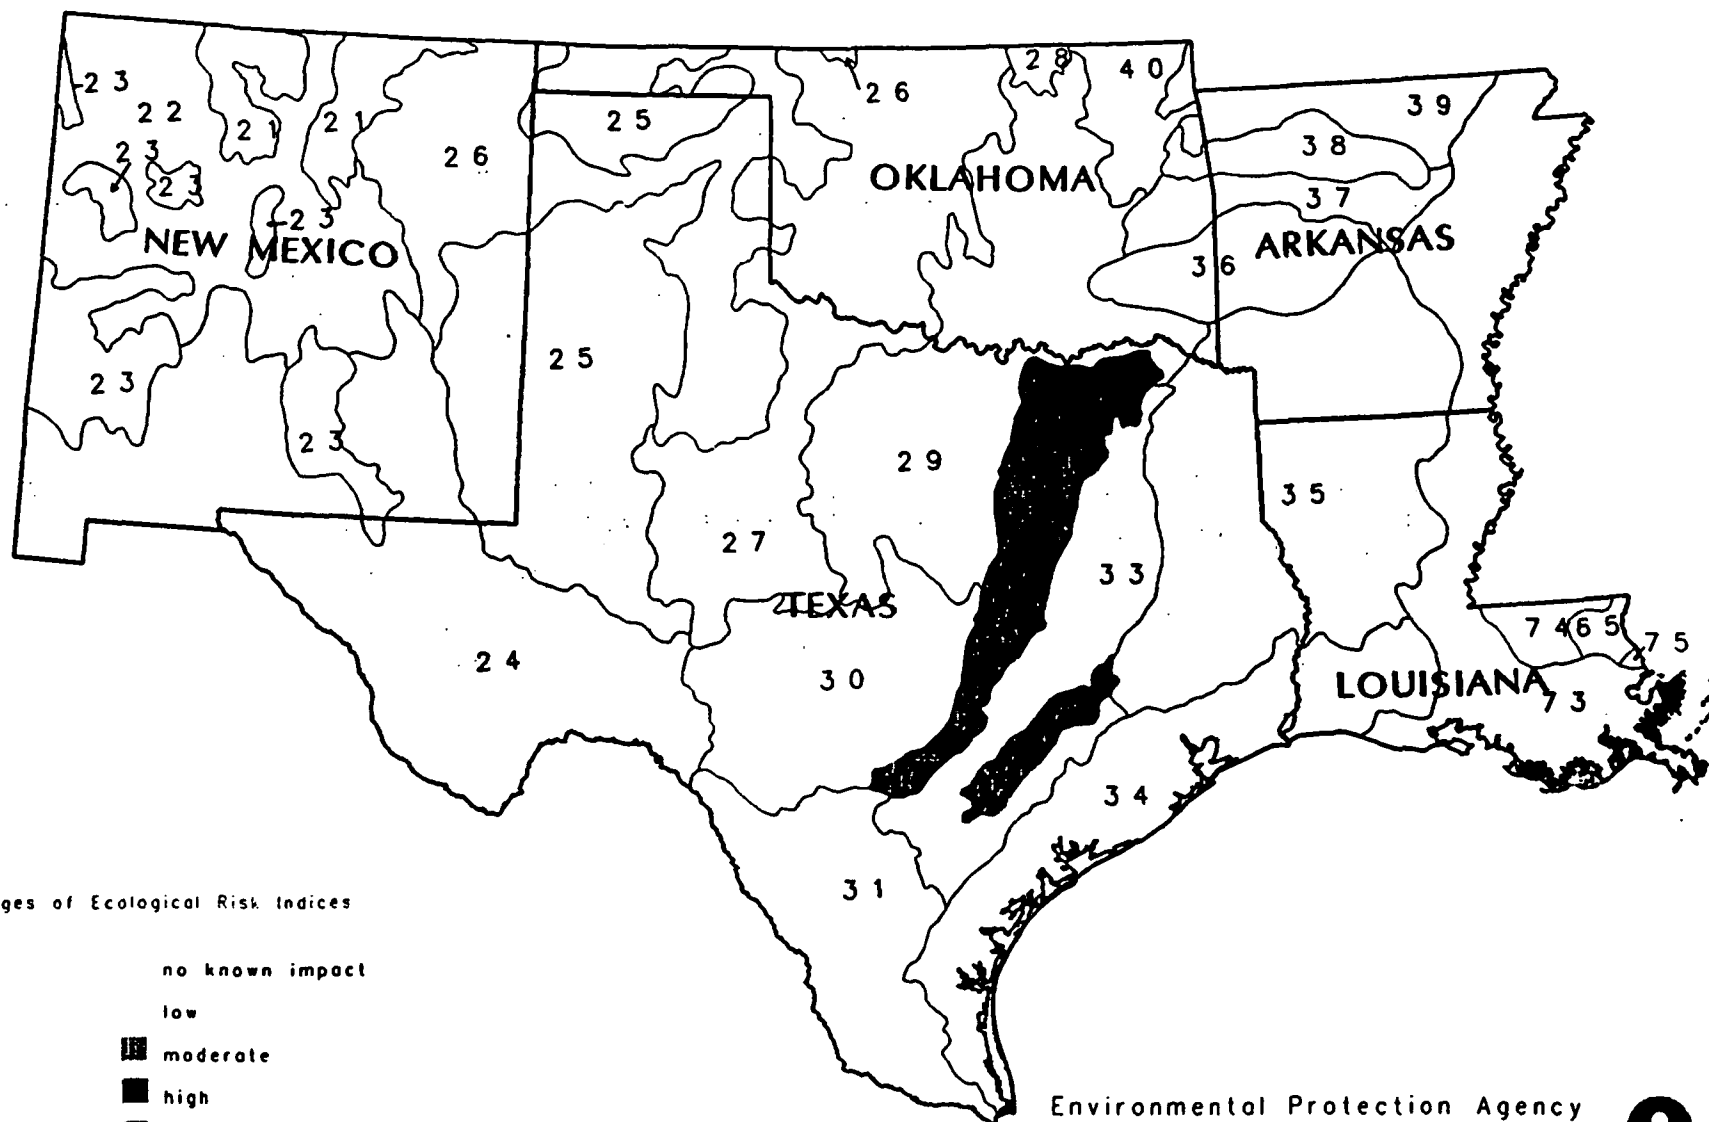 28
40
23
26
39
22
25
21
21
38
23
26
OKLAHOMA
23
37
23
NEW MEXICO
ARKANSAS
36
25
23
23
29
35
27
33
TEXAS
74
65
75
24
30
LOUISIANA
73
34
31
ges of Ecological Risk Indices
no known impact
low
moderate
high
Environmental Protection Agency